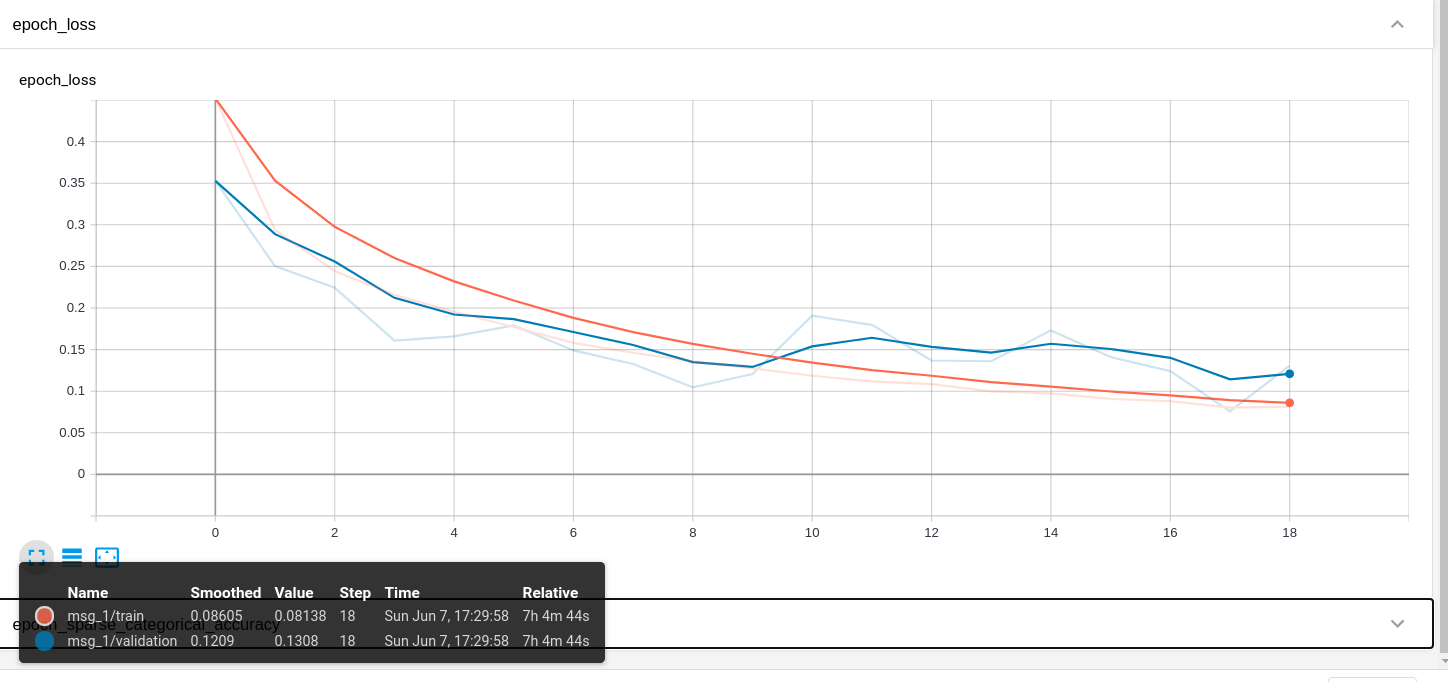 epoch_loss
epoch_loss
0.4
0.35
0.3
0.25
0.2
0.15
0.1
0.05
0
0 2 4 6 8 10 12 14 16 18
Name Smoothed Value Step Time Relative
msg_1/train 0.08605 0.08138 18 Sun Jun 7, 17:29:58 7h 4m 44s
epoch_sparse_categorical_accuracy
msg_1/validation 0.1209 0.1308 18 Sun Jun 7, 17:29:58 7h 4m 44s